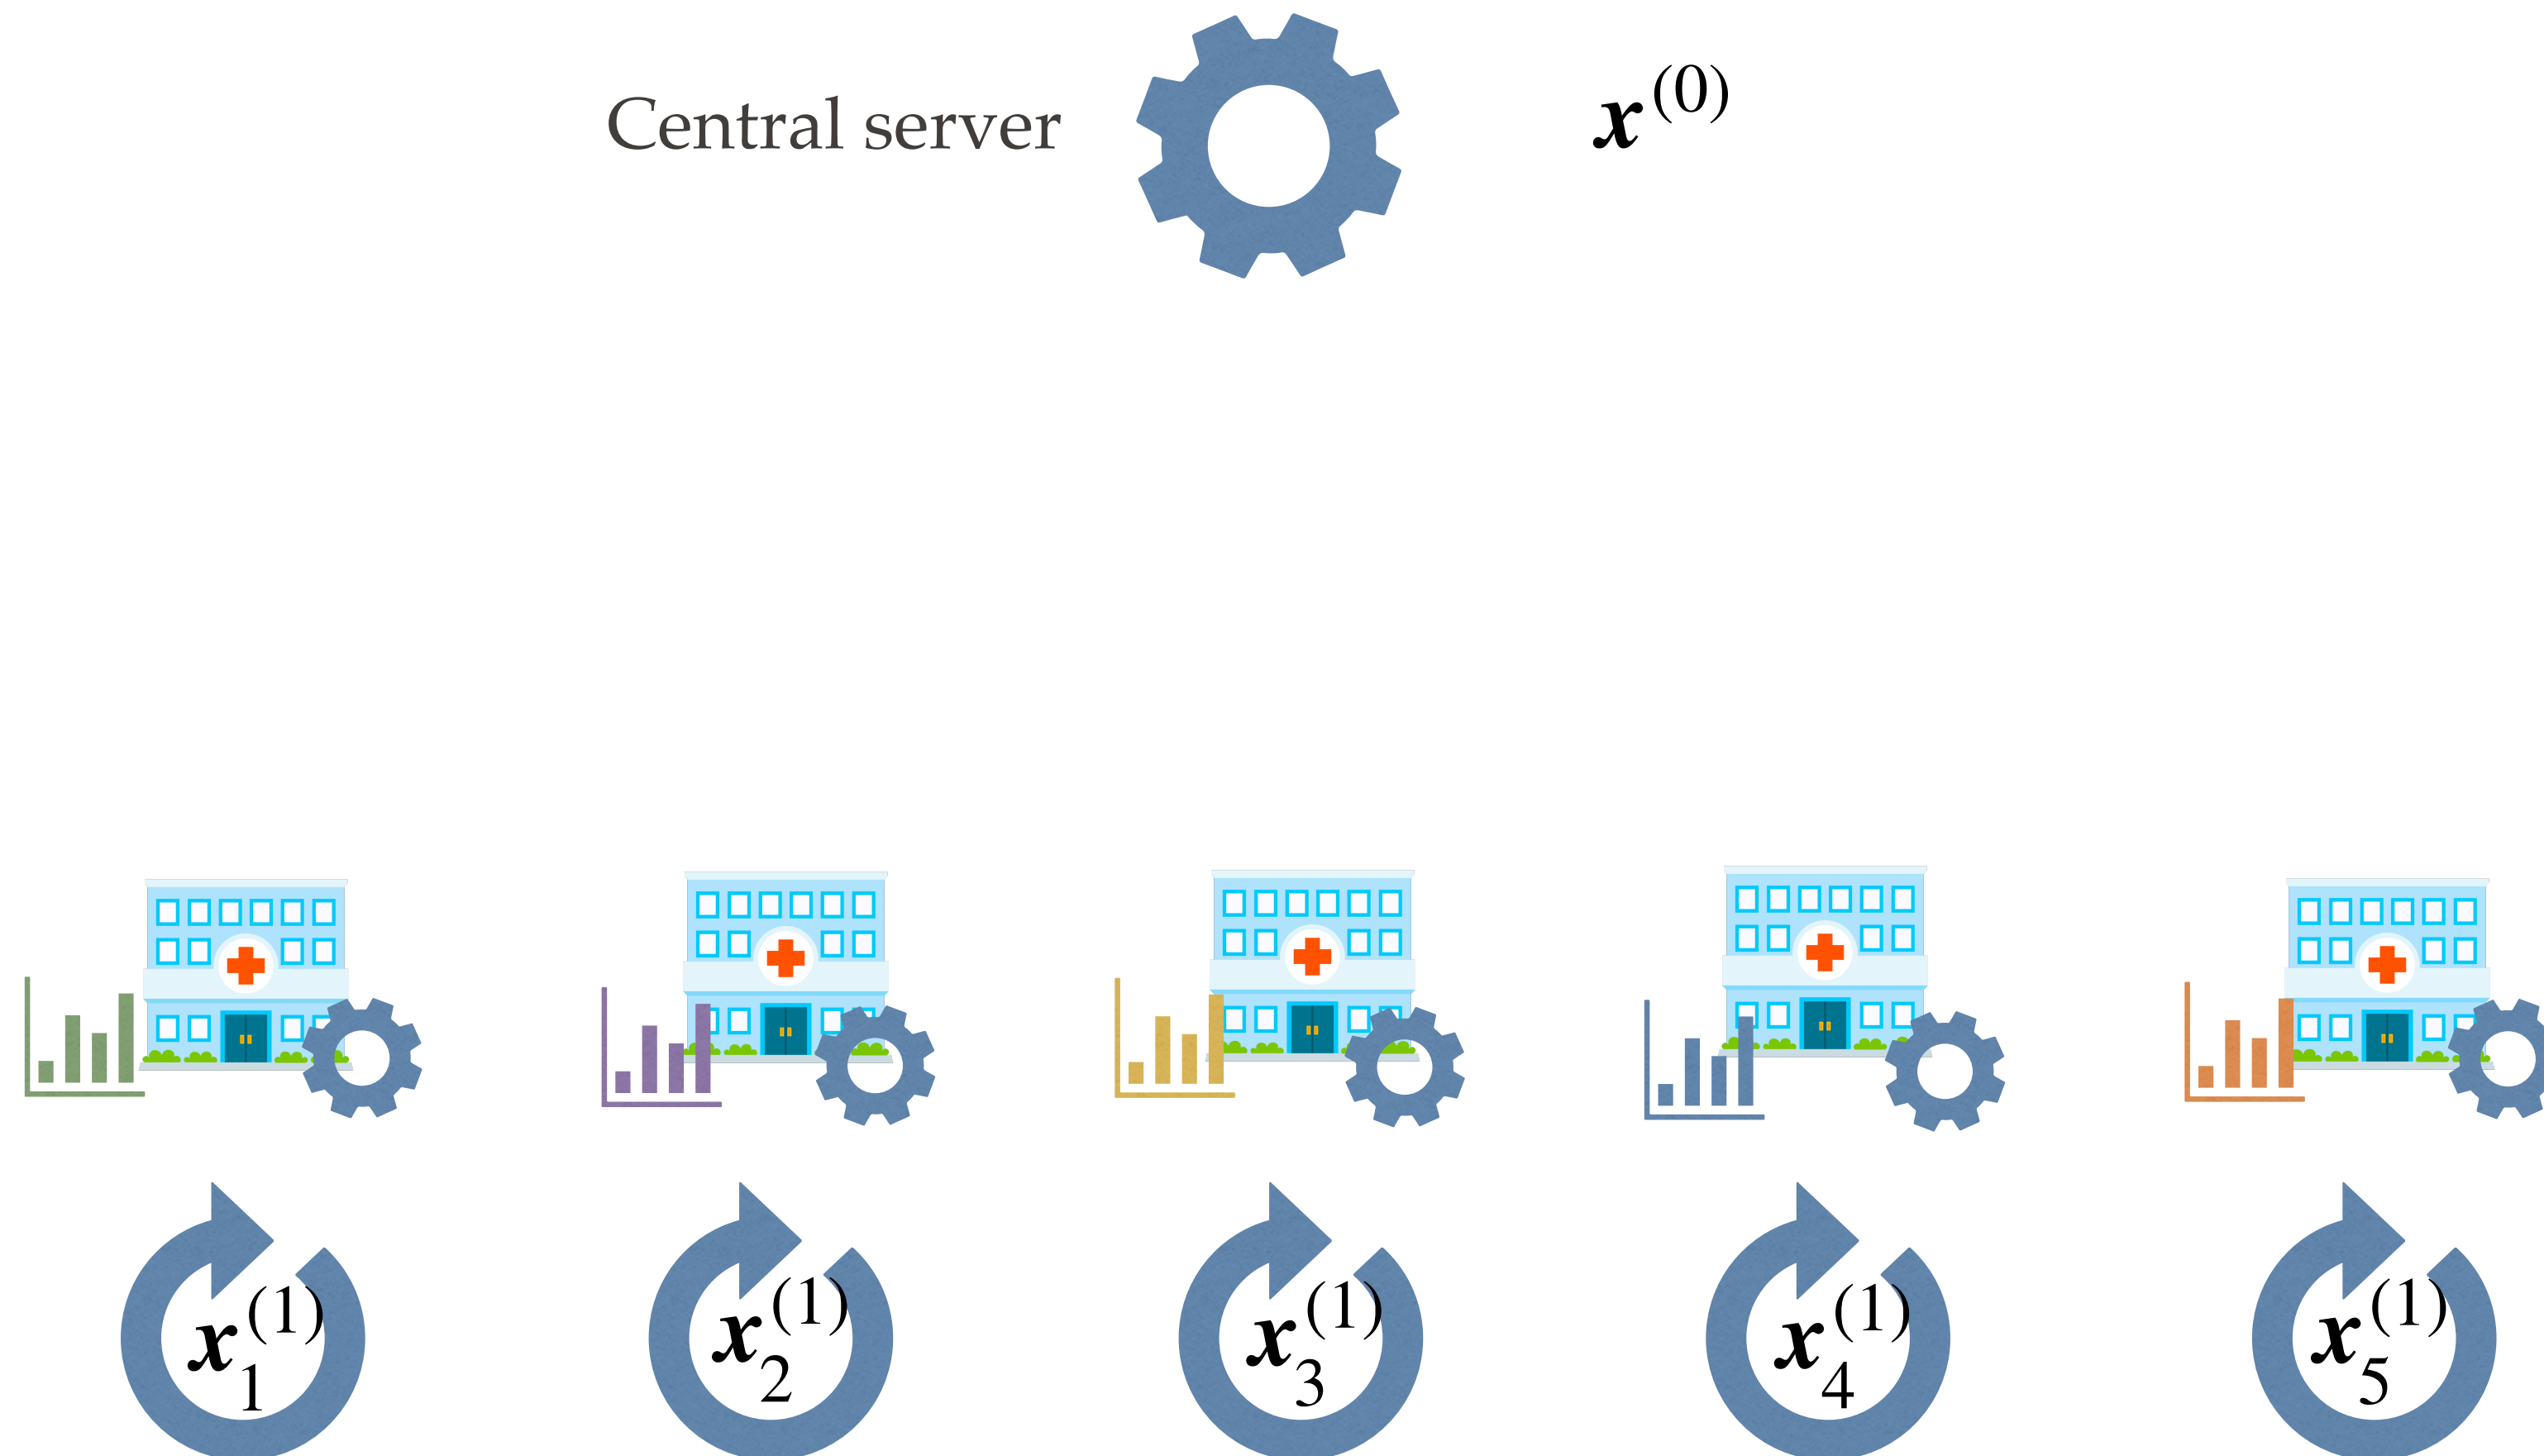 Central server
x^{(0)}
x_1^{(1)}
x_2^{(1)}
x_3^{(1)}
x_4^{(1)}
x_5^{(1)}